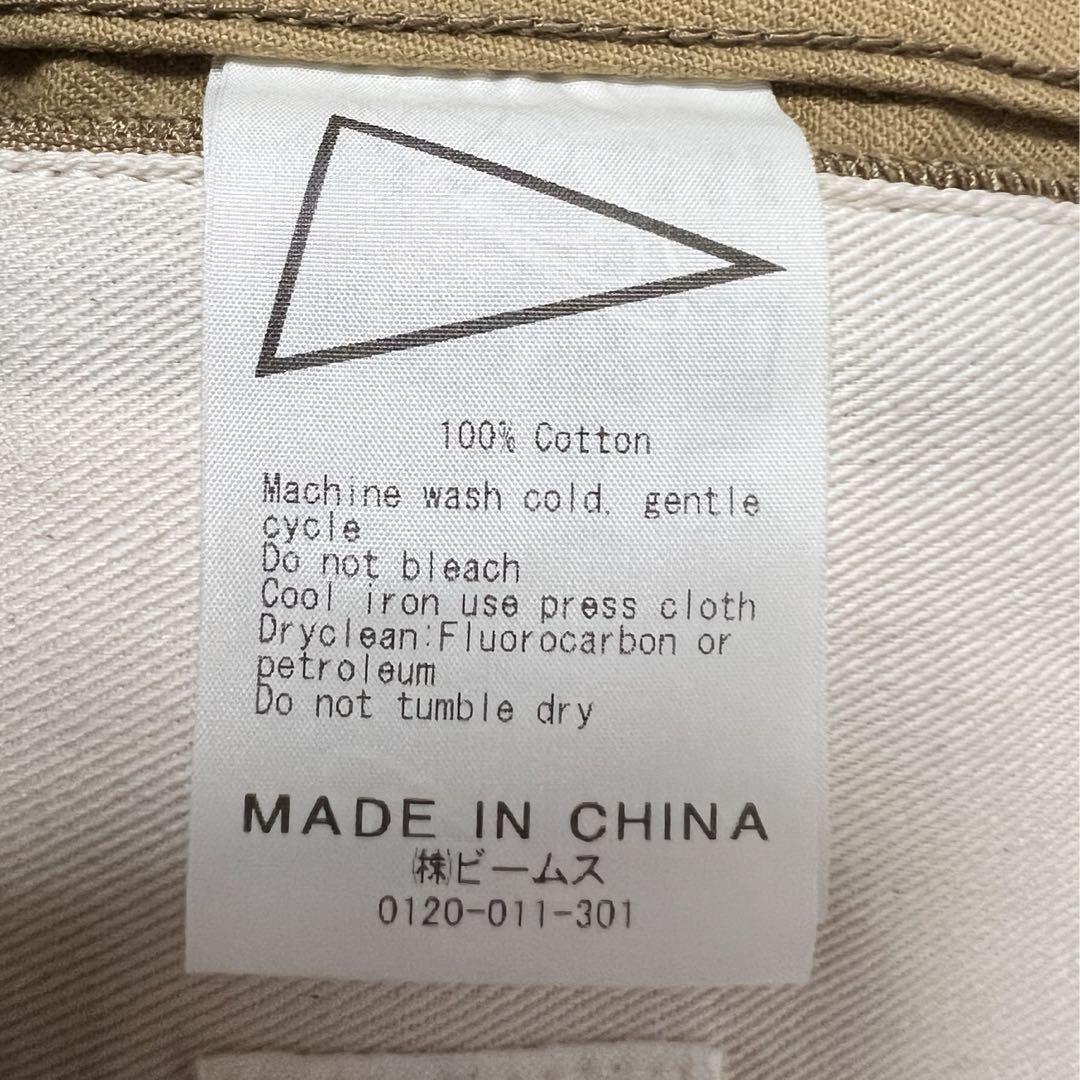 100% Cotton
Machine wash cold. gentle
cycle
Do not bleach
Cool iron use press cloth
Dryclean:Fluorocarbon or
petroleum
Do not tumble dry
MADE IN CHINA
㈱ビームス
0120-011-301